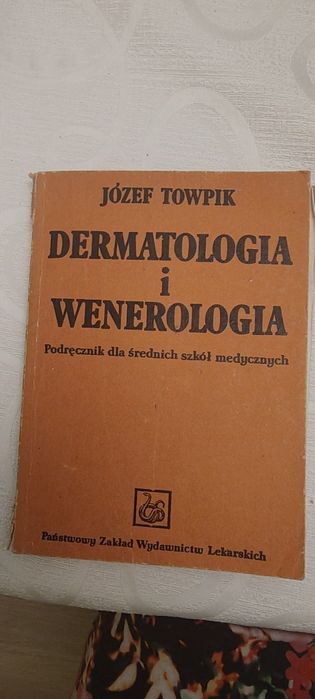 JÓZEF TOWPIK
DERMATOLOGIA
i
WENEROLOGIA
Podręcznik dla średnich szkół medycznych
Państwowy Zakład Wydawnictw Lekarskich